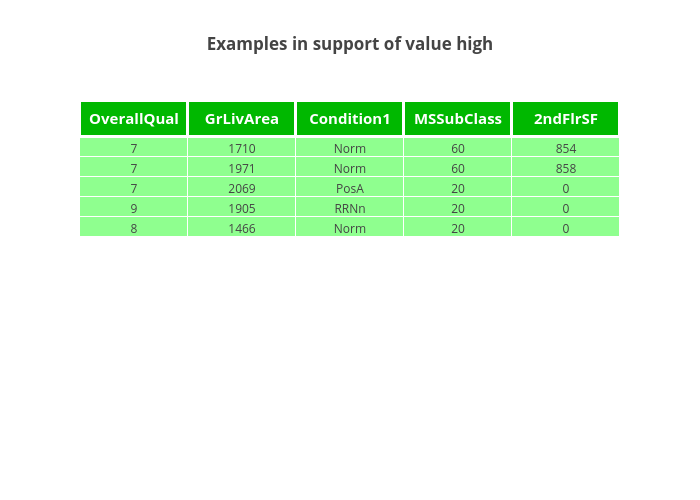 Examples in support of value high
OverallQual GrLivArea Condition1 MSSubClass 2ndFlrSF
7 1710 Norm 60 854
7 1971 Norm 60 858
7 2069 PosA 20 0
9 1905 RRNn 20 0
8 1466 Norm 20 0